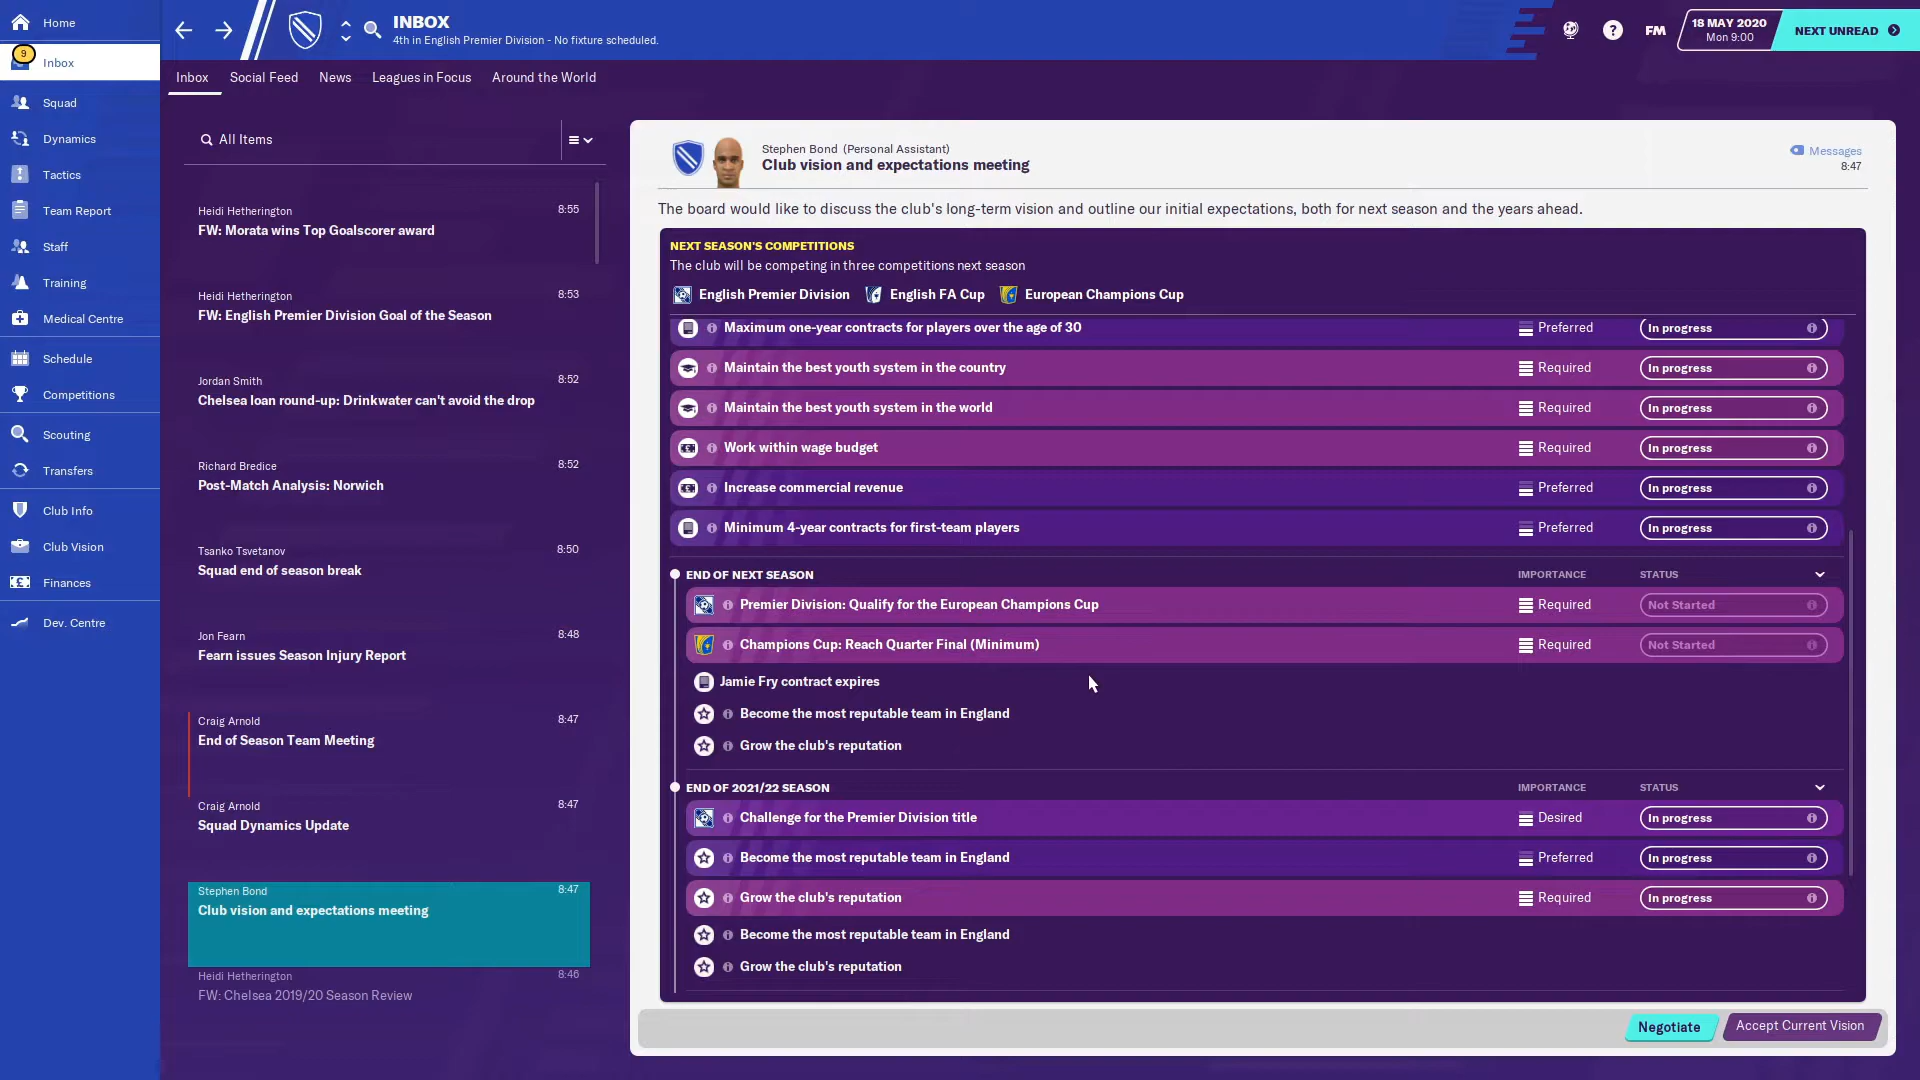 Home
9
Inbox
Squad
Dynamics
Tactics
Team Report
Staff
Training
Medical Centre
Schedule
Competitions
Scouting
Transfers
Club Info
Club Vision
Finances
Dev. Centre
INBOX
4th in English Premier Division - No fixture scheduled.
?
FM
18 MAY 2020
Mon 9:00
NEXT UNREAD
Inbox Social Feed News Leagues in Focus Around the World
All Items
Heidi Hetherington 8:55
FW: Morata wins Top Goalscorer award
Heidi Hetherington 8:53
FW: English Premier Division Goal of the Season
Jordan Smith 8:52
Chelsea loan round-up: Drinkwater can't avoid the drop
Richard Bredice 8:52
Post-Match Analysis: Norwich
Tsanko Tsvetanov 8:50
Squad end of season break
Jon Fearn 8:48
Fearn issues Season Injury Report
Craig Arnold 8:47
End of Season Team Meeting
Craig Arnold 8:47
Squad Dynamics Update
Stephen Bond 8:47
Club vision and expectations meeting
Heidi Hetherington 8:46
FW: Chelsea 2019/20 Season Review
Stephen Bond (Personal Assistant)
Club vision and expectations meeting
Messages
8:47
The board would like to discuss the club's long-term vision and outline our initial expectations, both for next season and the years ahead.
NEXT SEASON'S COMPETITIONS
The club will be competing in three competitions next season
English Premier Division English FA Cup European Champions Cup
Maximum one-year contracts for players over the age of 30 Preferred In progress
Maintain the best youth system in the country Required In progress
Maintain the best youth system in the world Required In progress
Work within wage budget Required In progress
Increase commercial revenue Preferred In progress
Minimum 4-year contracts for first-team players Preferred In progress
END OF NEXT SEASON IMPORTANCE STATUS
Premier Division: Qualify for the European Champions Cup Required Not Started
Champions Cup: Reach Quarter Final (Minimum) Required Not Started
Jamie Fry contract expires
Become the most reputable team in England
Grow the club's reputation
END OF 2021/22 SEASON IMPORTANCE STATUS
Challenge for the Premier Division title Desired In progress
Become the most reputable team in England Preferred In progress
Grow the club's reputation Required In progress
Become the most reputable team in England
Grow the club's reputation
Negotiate
Accept Current Vision